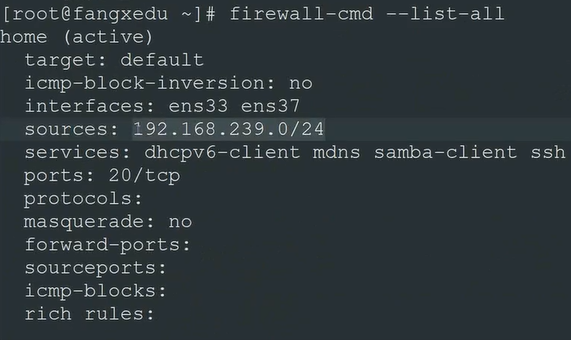 [root@fangxedu ~]# firewall-cmd --list-all
home (active)
  target: default
  icmp-block-inversion: no
  interfaces: ens33 ens37
  sources: 192.168.239.0/24
  services: dhcpv6-client mdns samba-client ssh
  ports: 20/tcp
  protocols:
  masquerade: no
  forward-ports:
  sourceports:
  icmp-blocks:
  rich rules: